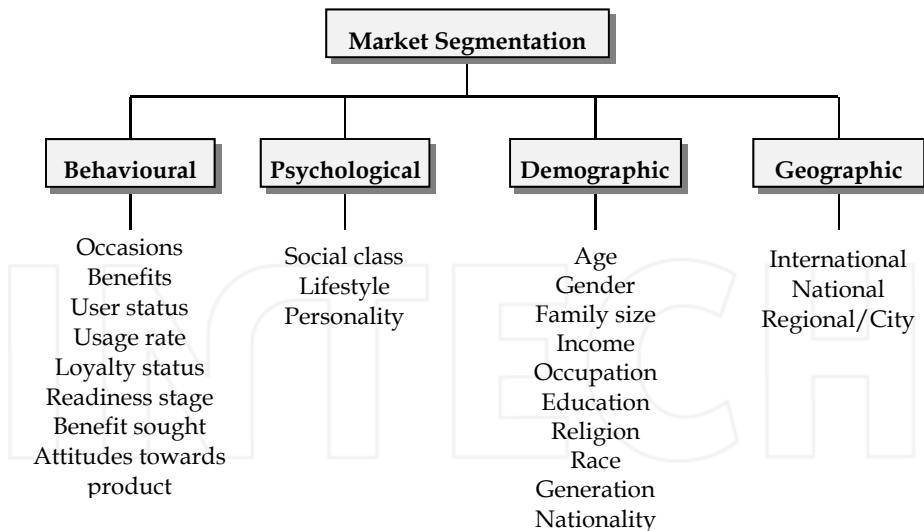 Market Segmentation
Behavioural
Psychological
Demographic
Geographic
Occasions
Benefits
User status
Usage rate
Loyalty status
Readiness stage
Benefit sought
Attitudes towards
product
Social class
Lifestyle
Personality
Age
Gender
Family size
Income
Occupation
Education
Religion
Race
Generation
Nationality
International
National
Regional/City
INTECH